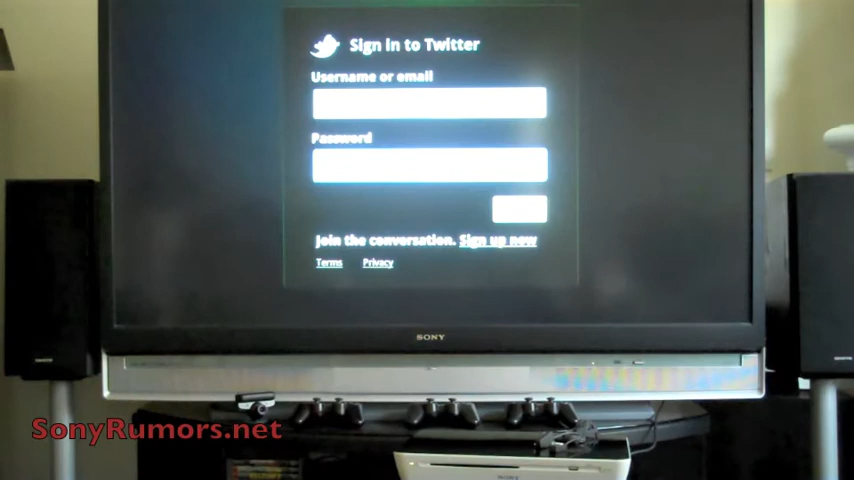 Sign in to Twitter
Username or email
Password
Join the conversation. Sign up now
Terms Privacy
SONY
SonyRumors.net
SONY